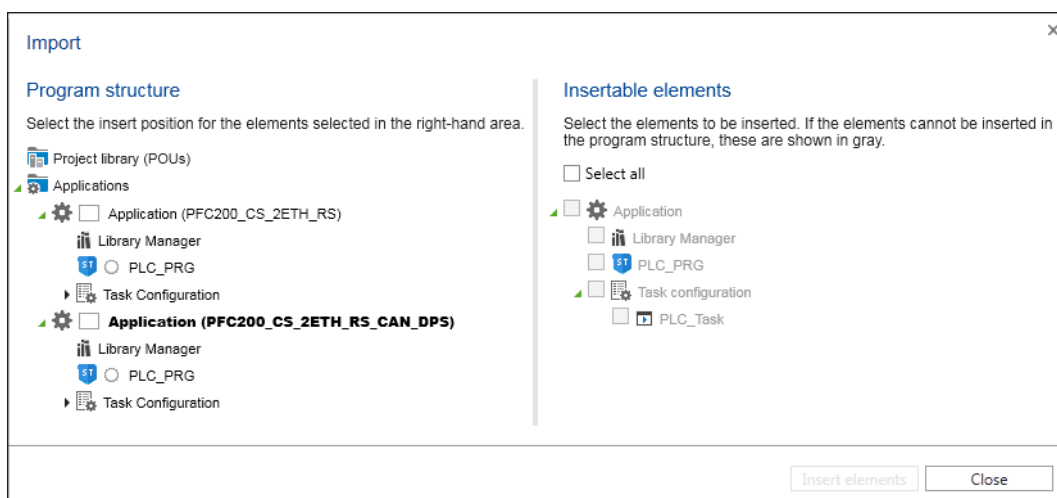 Import
Program structure
Select the insert position for the elements selected in the right-hand area.
Project library (POUs)
Applications
Application (PFC200_CS_2ETH_RS)
Library Manager
ST PLC_PRG
Task Configuration
Application (PFC200_CS_2ETH_RS_CAN_DPS)
Library Manager
ST PLC_PRG
Task Configuration
Insertable elements
Select the elements to be inserted. If the elements cannot be inserted in
the program structure, these are shown in gray.
Select all
Application
Library Manager
ST PLC_PRG
Task configuration
PLC_Task
Insert elements
Close